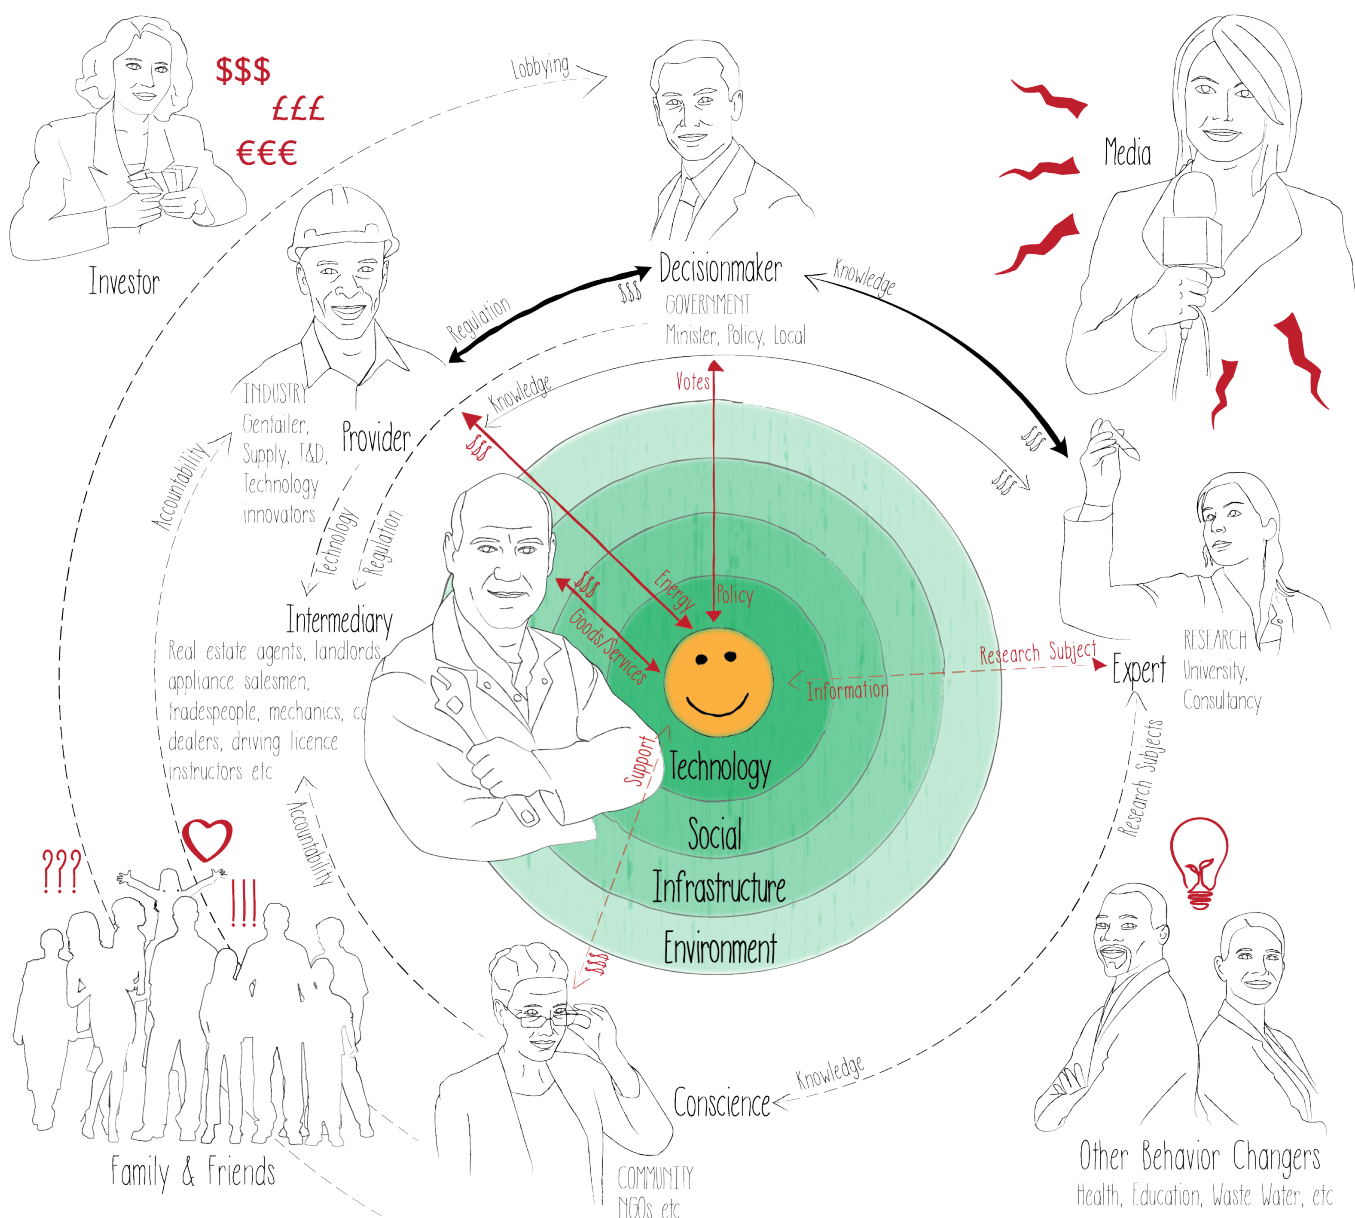 $$$
£££
€€€
Investor
Lobbying
Media
Decisionmaker
GOVERNMENT
Minister, Policy, Local
Regulation
$$$
Knowledge
$$$
INDUSTRY
Gentailer,
Supply, T&D,
Technology
innovators
Provider
Accountability
Technology
Regulation
Knowledge
$$$
Votes
Policy
$$$
Energy
$$$
Goods/Services
Intermediary
Real estate agents, landlords,
appliance salesmen,
tradespeople, mechanics,
dealers, driving licence
instructors etc
Information
Research Subject
Expert
RESEARCH
University,
Consultancy
Support
$$$
Technology
Social
Infrastructure
Environment
Accountability
Research Subjects
Knowledge
???
!!!
Family & Friends
Conscience
COMMUNITY
NGOs etc
Other Behavior Changers
Health, Education, Waste Water, etc